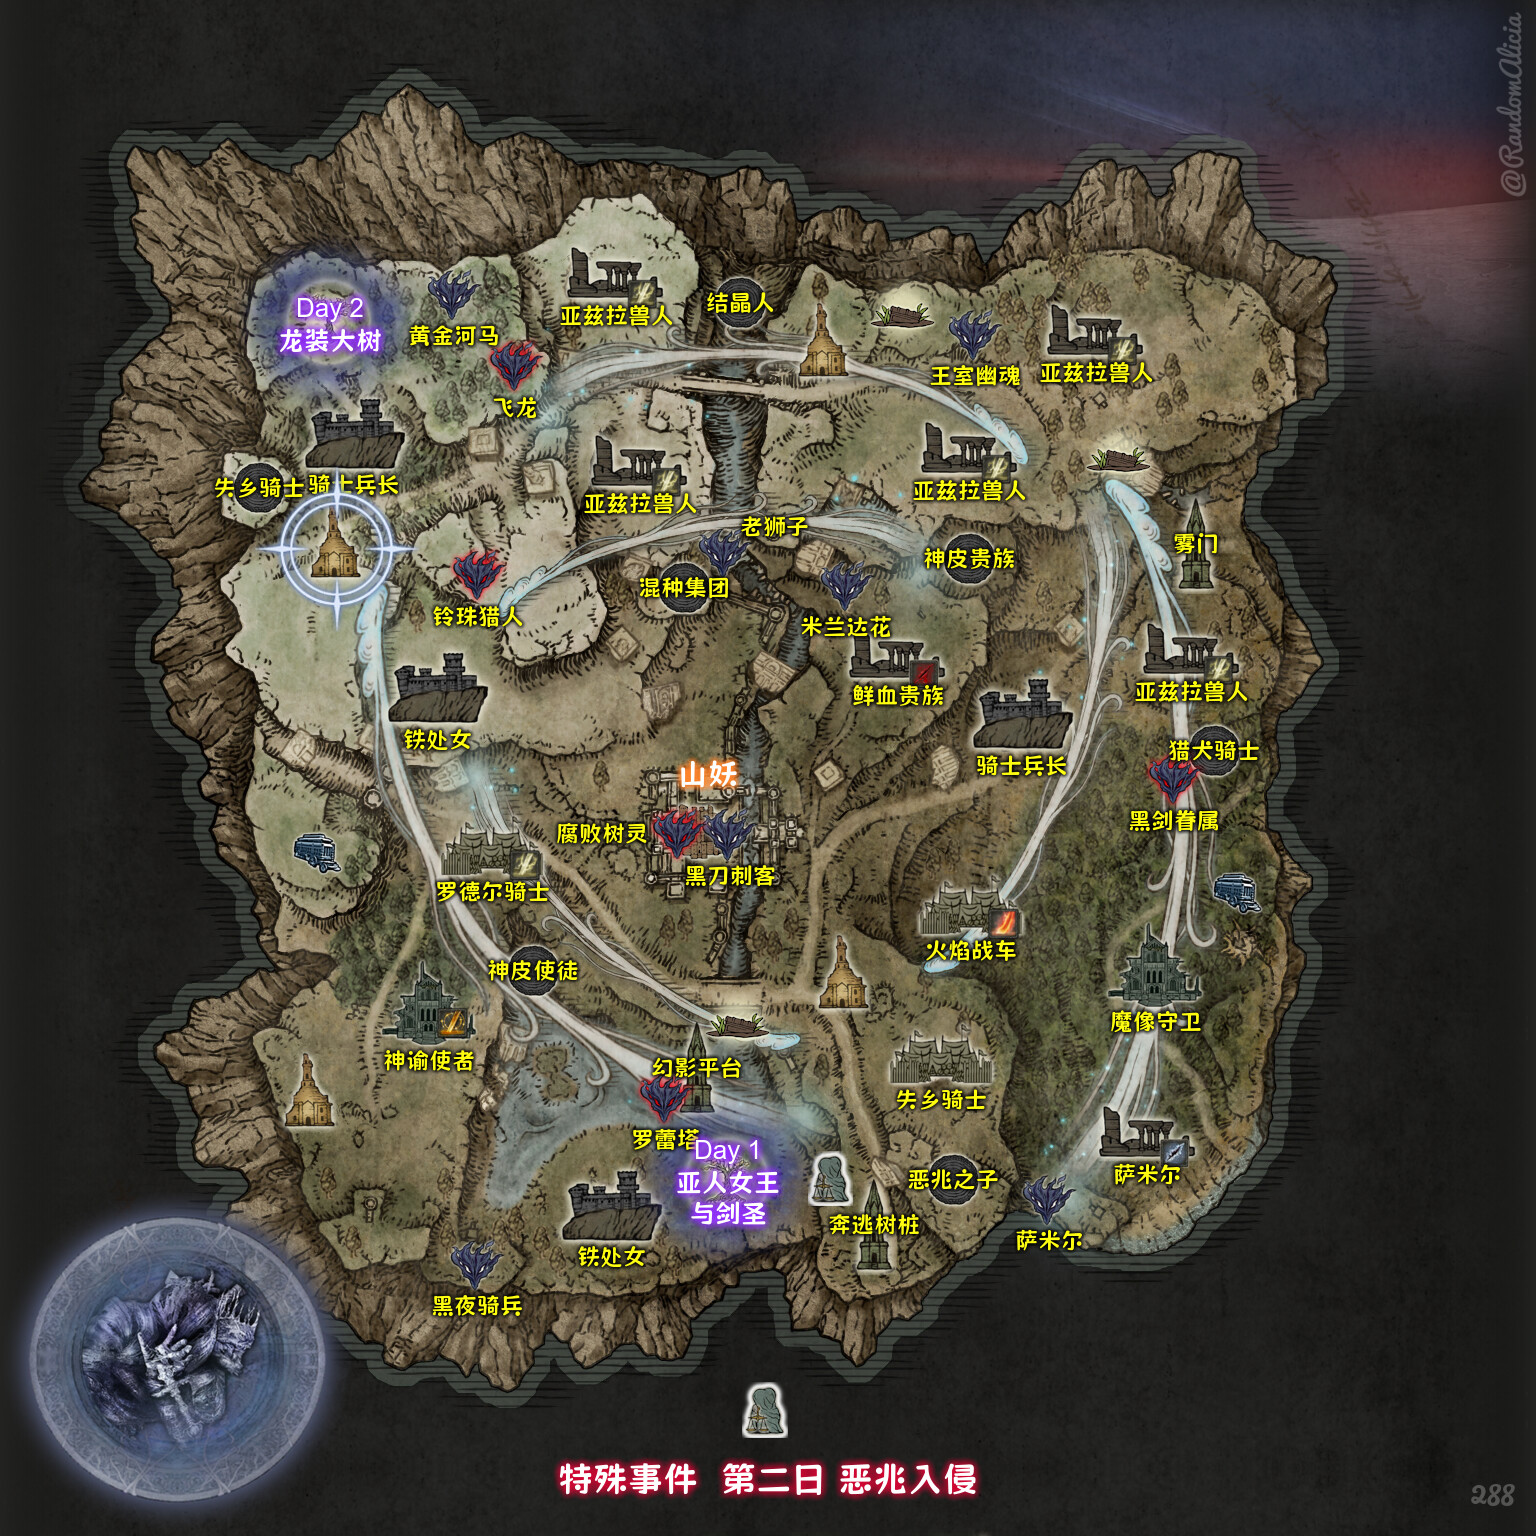 @RandomAlicia
Day 2
龙装大树
黄金河马
飞龙
亚兹拉兽人
结晶人
王室幽魂
亚兹拉兽人
失乡骑士
骑士兵长
亚兹拉兽人
亚兹拉兽人
老狮子
神皮贵族
雾门
铃珠猎人
混种集团
米兰达花
鲜血贵族
亚兹拉兽人
铁处女
骑士兵长
猎犬骑士
山妖
黑剑眷属
腐败树灵
黑刀刺客
罗德尔骑士
火焰战车
神皮使徒
魔像守卫
神谕使者
幻影平台
失乡骑士
罗蕾塔
Day 1
亚人女王
与剑圣
恶兆之子
萨米尔
奔逃树桩
萨米尔
铁处女
黑夜骑兵
特殊事件 第二日 恶兆入侵
288